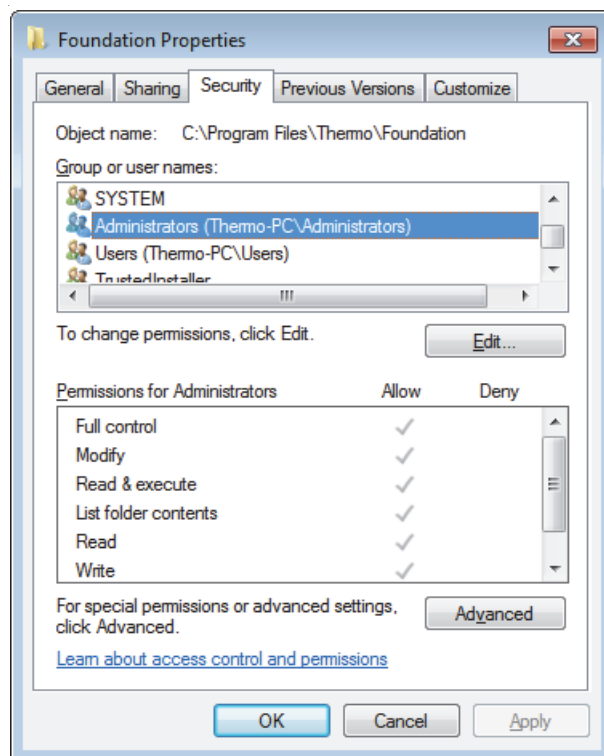 Foundation Properties
General Sharing Security Previous Versions Customize
Object name: C:\Program Files\Thermo\Foundation
Group or user names:
SYSTEM
Administrators (Thermo-PC\Administrators)
Users (Thermo-PC\Users)
TrustedInstaller
To change permissions, click Edit.
Edit...
Permissions for Administrators Allow Deny
Full control
Modify
Read & execute
List folder contents
Read
Write
For special permissions or advanced settings,
click Advanced.
Advanced
Learn about access control and permissions
OK Cancel Apply